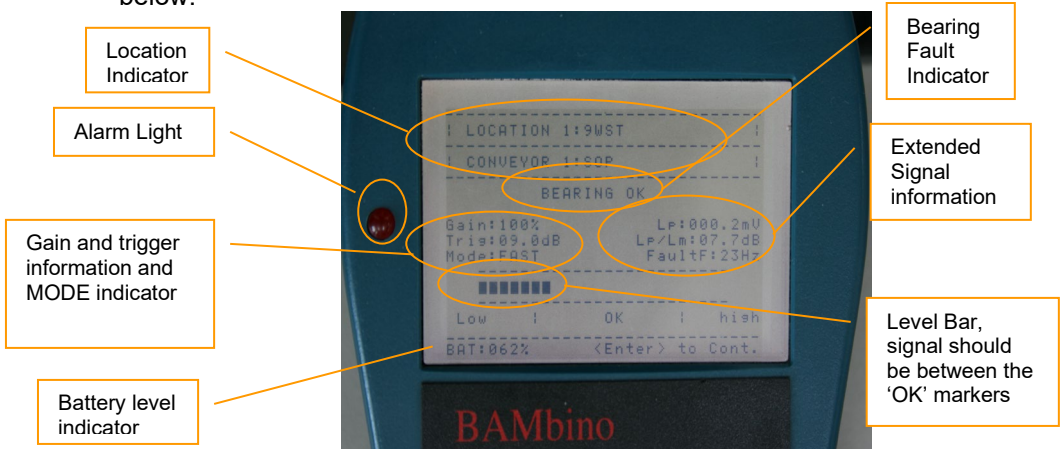 below.
Location
Indicator
Alarm Light
Gain and trigger
information and
MODE indicator
Battery level
indicator
LOCATION 1:9WST
CONVEYOR 1:SOP
BEARING OK
Gain:100% Lp:000.2mV
Trig:09.0dB Lp/Lm:07.7dB
Mode:FAST FaultF:23Hz
Low | OK | high
BAT:062% <Enter> to Cont.
BAMbino
Bearing
Fault
Indicator
Extended
Signal
information
Level Bar,
signal should
be between the
‘OK’ markers